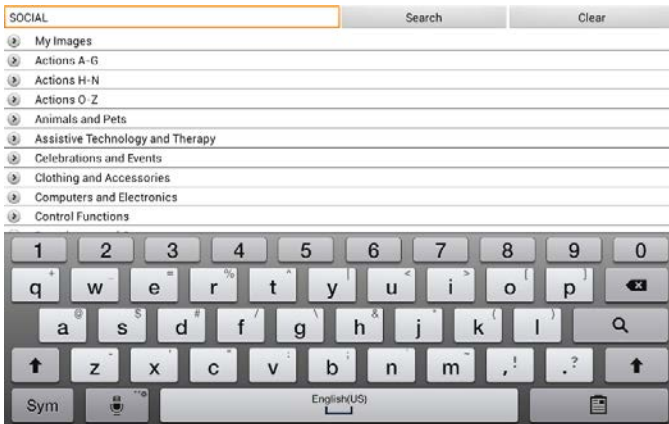 SOCIAL Search Clear
My Images
Actions A-G
Actions H-N
Actions O-Z
Animals and Pets
Assistive Technology and Therapy
Celebrations and Events
Clothing and Accessories
Computers and Electronics
Control Functions
1 2 3 4 5 6 7 8 9 0
q + w - e = r % t ^ y | u < i > o [ p ]
a @ s $ d # f / g \ h & j * k ( l )
z x c v b n m , ! . ?
Sym English(US)